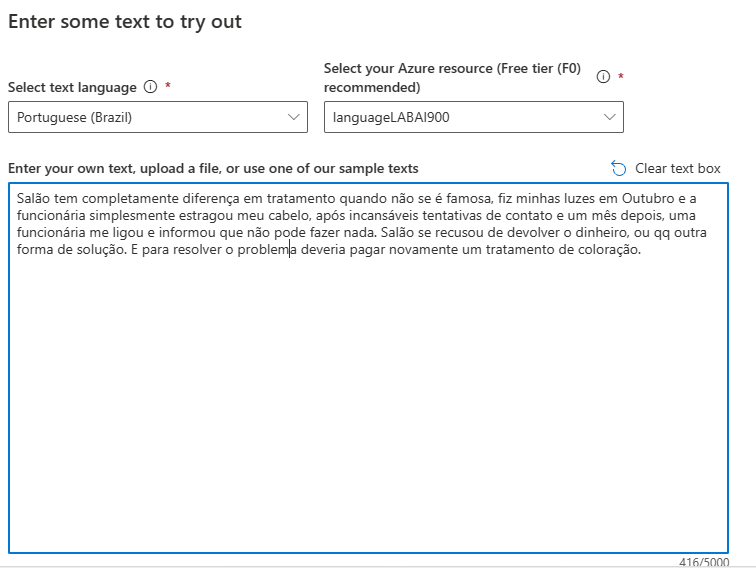 Enter some text to try out
Select text language *
Select your Azure resource (Free tier (F0) recommended) *
Portuguese (Brazil)
languageLABAI900
Enter your own text, upload a file, or use one of our sample texts
Clear text box
Salão tem completamente diferença em tratamento quando não se é famosa, fiz minhas luzes em Outubro e a
funcionária simplesmente estragou meu cabelo, após incansáveis tentativas de contato e um mês depois, uma
funcionária me ligou e informou que não pode fazer nada. Salão se recusou de devolver o dinheiro, ou qq outra
forma de solução. E para resolver o problema deveria pagar novamente um tratamento de coloração.
416/5000